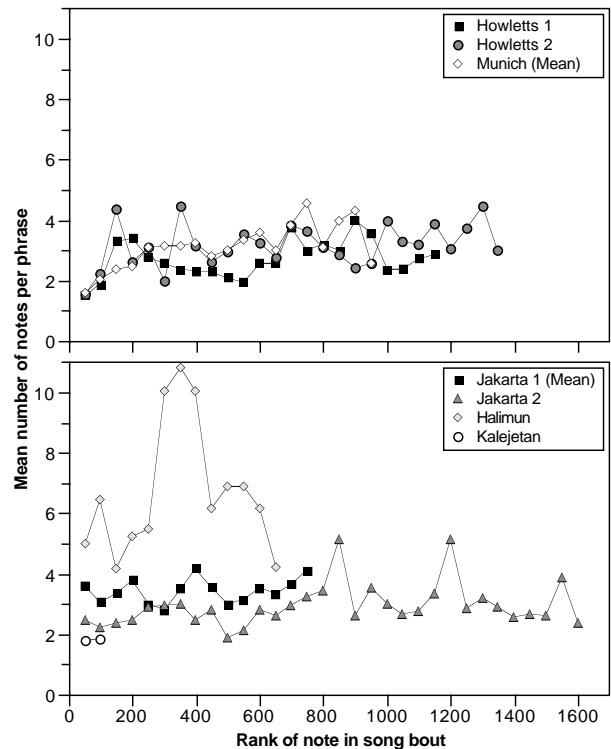 10
8
6
4
2
0
Howletts 1
Howletts 2
Munich (Mean)
Mean number of notes per phrase
10
8
6
4
2
0
Jakarta 1 (Mean)
Jakarta 2
Halimun
Kalejetan
0 200 400 600 800 1000 1200 1400 1600
Rank of note in song bout